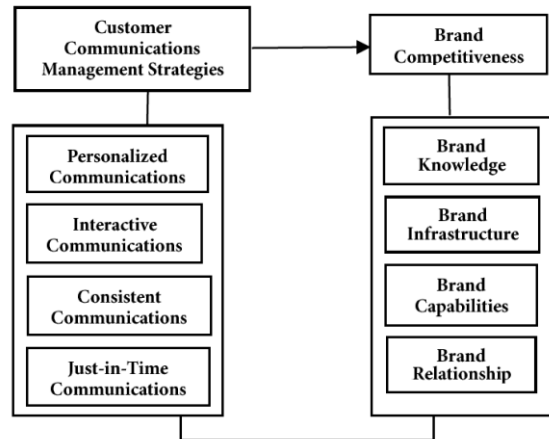 Customer
Communications
Management Strategies
Brand
Competitiveness
Personalized
Communications
Interactive
Communications
Consistent
Communications
Just-in-Time
Communications
Brand
Knowledge
Brand
Infrastructure
Brand
Capabilities
Brand
Relationship